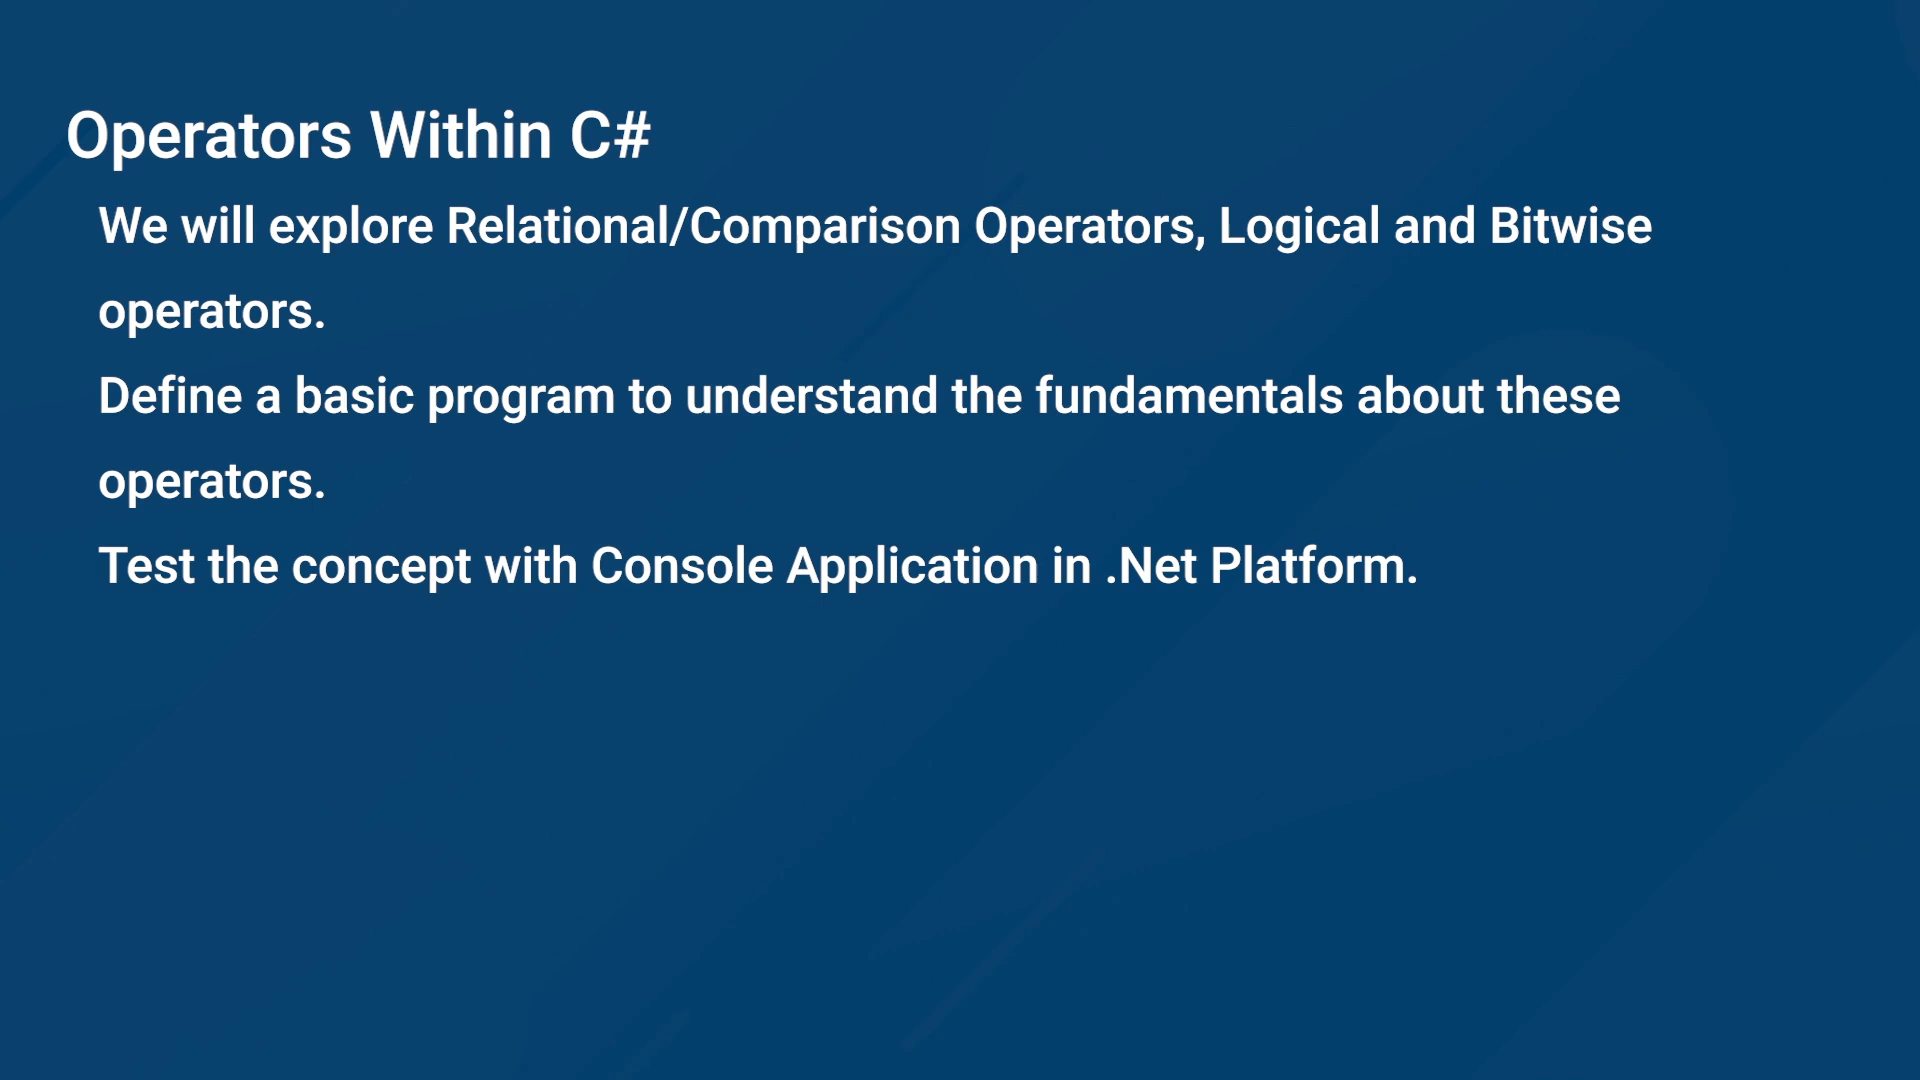 Operators Within C#
We will explore Relational/Comparison Operators, Logical and Bitwise
operators.
Define a basic program to understand the fundamentals about these
operators.
Test the concept with Console Application in .Net Platform.